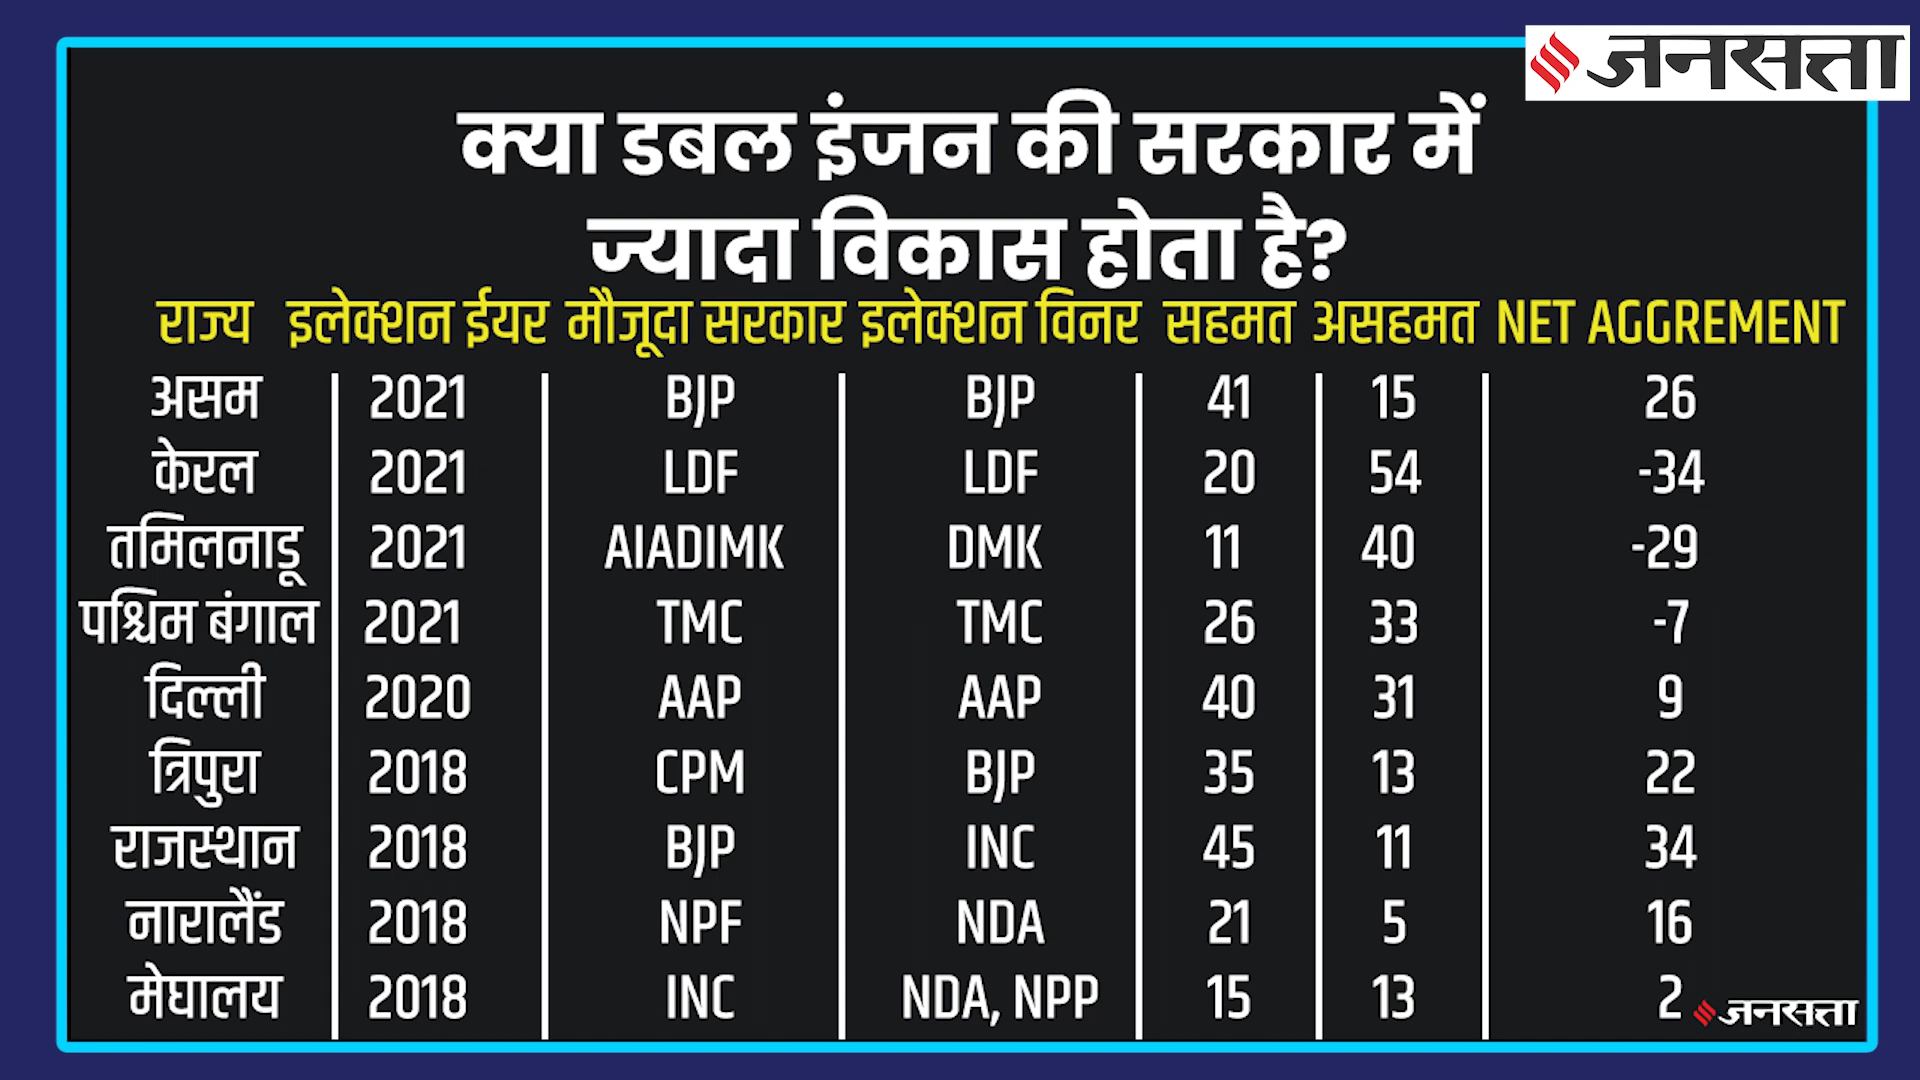 जनसत्ता
क्या डबल इंजन की सरकार में
ज्यादा विकास होता है?
राज्य इलेक्शन ईयर मौजूदा सरकार इलेक्शन विनर सहमत असहमत NET AGGREMENT
असम 2021 BJP BJP 41 15 26
केरल 2021 LDF LDF 20 54 -34
तमिलनाडू 2021 AIADIMK DMK 11 40 -29
पश्चिम बंगाल 2021 TMC TMC 26 33 -7
दिल्ली 2020 AAP AAP 40 31 9
त्रिपुरा 2018 CPM BJP 35 13 22
राजस्थान 2018 BJP INC 45 11 34
नारालैंड 2018 NPF NDA 21 5 16
मेघालय 2018 INC NDA, NPP 15 13 2
जनसत्ता